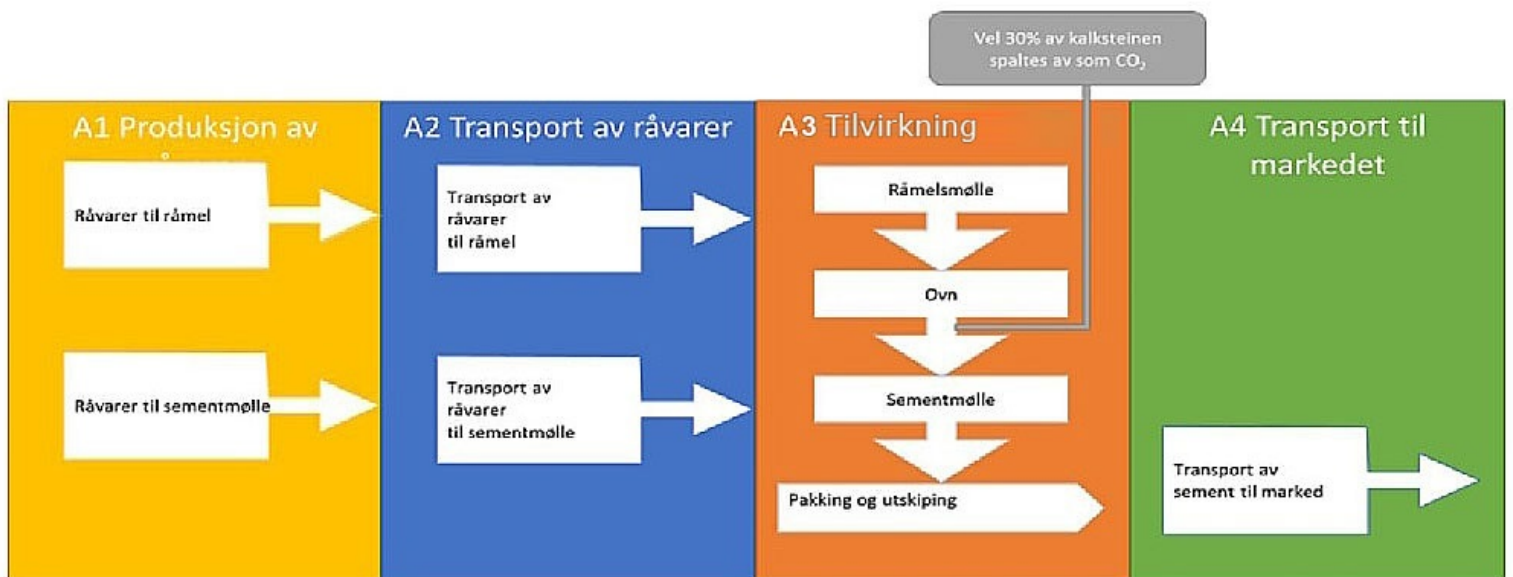 Vel 30% av kalksteinen
spaltes av som CO₂
A1 Produksjon av
Råvarer til råmel
Råvarer til sementmølle
A2 Transport av råvarer
Transport av
råvarer
til råmel
Transport av
råvarer
til sementmølle
A3 Tilvirkning
Råmelsmølle
Ovn
Sementmølle
Pakking og utskiping
A4 Transport til
markedet
Transport av
sement til marked